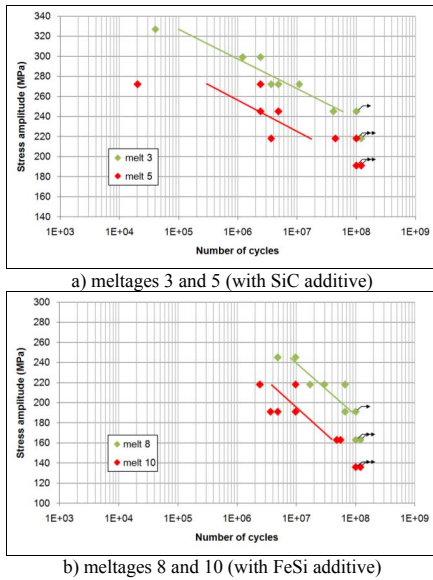 340
320
300
280
260
240
220
200
180
160
140
Stress amplitude (MPa)
melt 3
melt 5
1E+03 1E+04 1E+05 1E+06 1E+07 1E+08 1E+09
Number of cycles
a) meltages 3 and 5 (with SiC additive)
300
280
260
240
220
200
180
160
140
120
100
Stress amplitude (MPa)
melt 8
melt 10
1E+03 1E+04 1E+05 1E+06 1E+07 1E+08 1E+09
Number of cycles
b) meltages 8 and 10 (with FeSi additive)